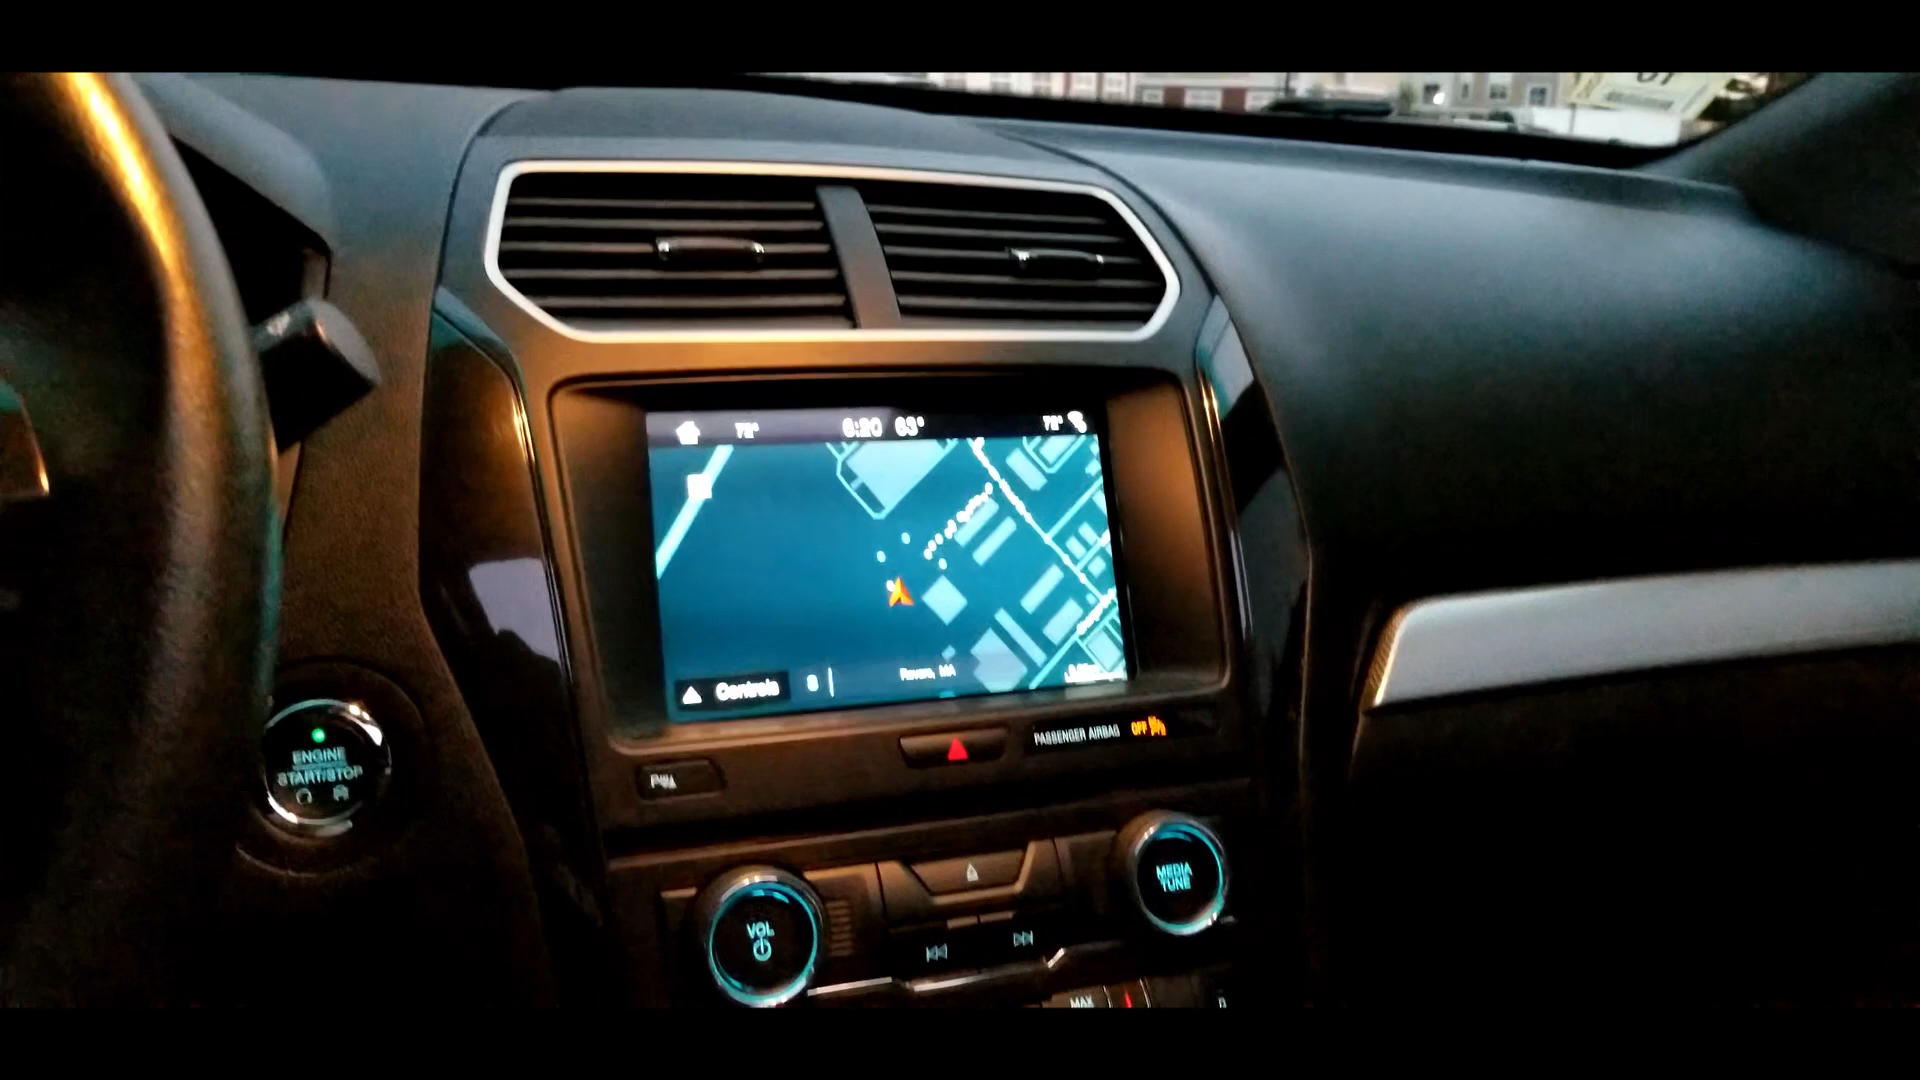 72° 6:20 63° 72°
Controls
Revere, MA
PASSENGER AIRBAG OFF
ENGINE
START/STOP
VOL
MEDIA
TUNE
MAX